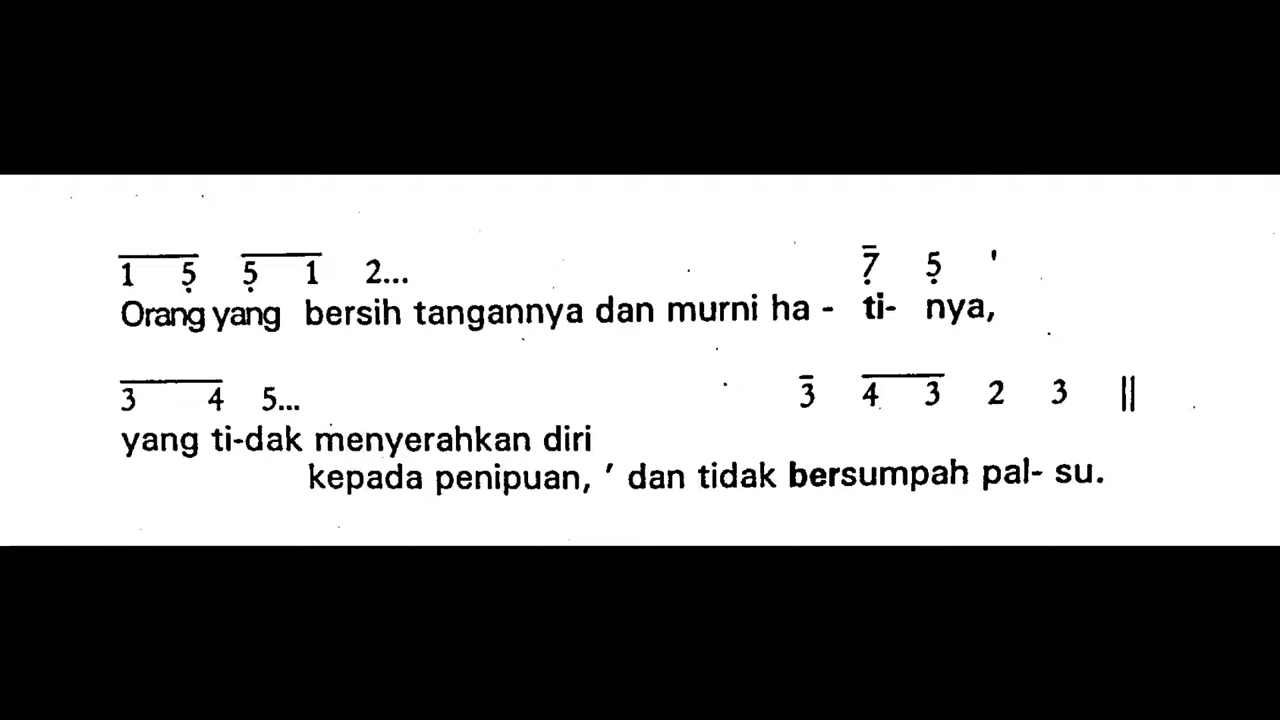 1 5̣ 5̣ 1 2... 7̣ 5̣ '
Orang yang bersih tangannya dan murni ha - ti- nya,
3 4 5... 3 4 3 2 3 ||
yang ti-dak menyerahkan diri
kepada penipuan, ' dan tidak bersumpah pal- su.